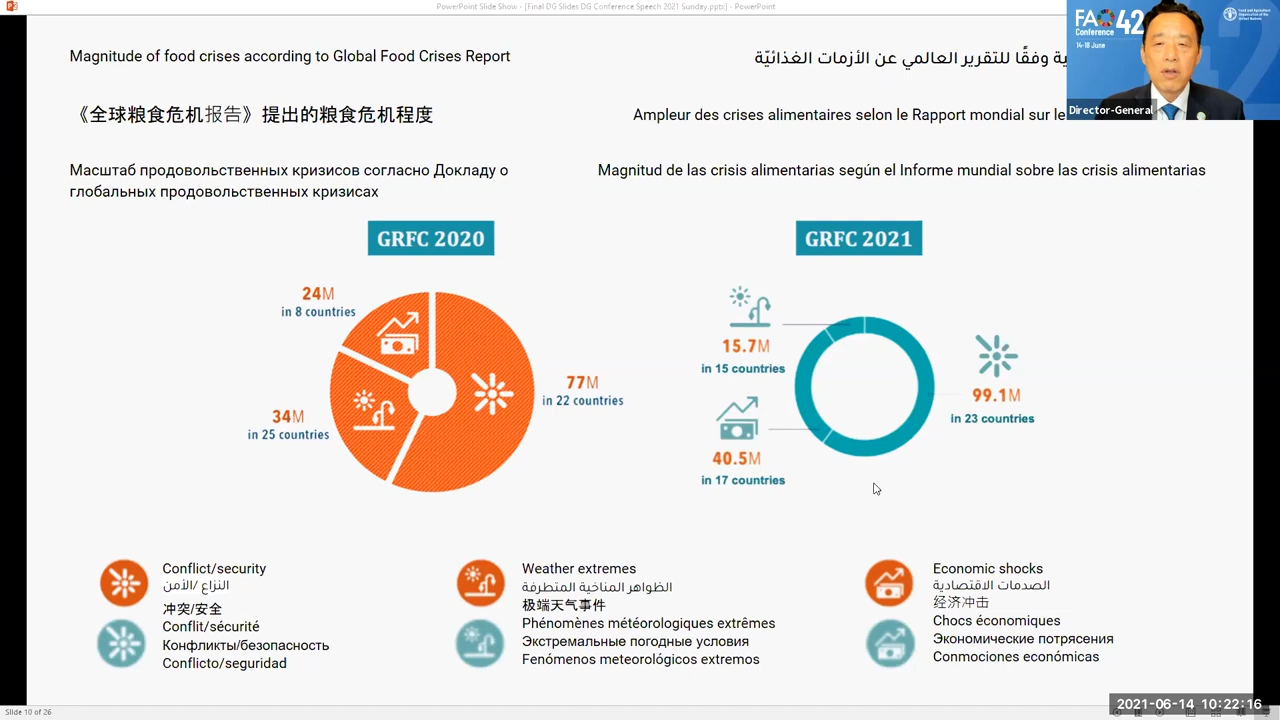 PowerPoint Slide Show - [Final DG Slides DG Conference Speech 2021 Sunday.pptx] - PowerPoint
FAO 42
Conference
14-18 June
Food and Agriculture
Organization of the
United Nations
Director-General
Magnitude of food crises according to Global Food Crises Report
وفقًا للتقرير العالمي عن الأزمات الغذائيّة
《全球粮食危机报告》提出的粮食危机程度
Ampleur des crises alimentaires selon le Rapport mondial sur le
Масштаб продовольственных кризисов согласно Докладу о
глобальных продовольственных кризисах
Magnitud de las crisis alimentarias según el Informe mundial sobre las crisis alimentarias
GRFC 2020
24M
in 8 countries
77M
in 22 countries
34M
in 25 countries
GRFC 2021
15.7M
in 15 countries
99.1M
in 23 countries
40.5M
in 17 countries
Conflict/security
النزاع /الأمن
冲突/安全
Conflit/sécurité
Конфликты/безопасность
Conflicto/seguridad
Weather extremes
الظواهر المناخية المتطرفة
极端天气事件
Phénomènes météorologiques extrêmes
Экстремальные погодные условия
Fenómenos meteorológicos extremos
Economic shocks
الصدمات الاقتصادية
经济冲击
Chocs économiques
Экономические потрясения
Conmociones económicas
Slide 10 of 26
2021-06-14 10:22:16